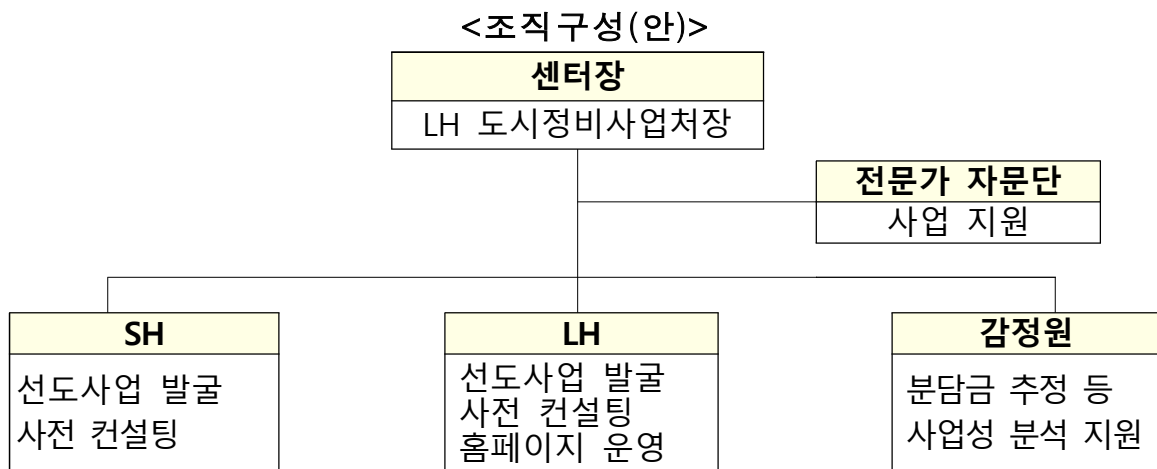 <조직구성(안)>
센터장
LH 도시정비사업처장
전문가 자문단
사업 지원
SH
선도사업 발굴
사전 컨설팅
LH
선도사업 발굴
사전 컨설팅
홈페이지 운영
감정원
분담금 추정 등
사업성 분석 지원